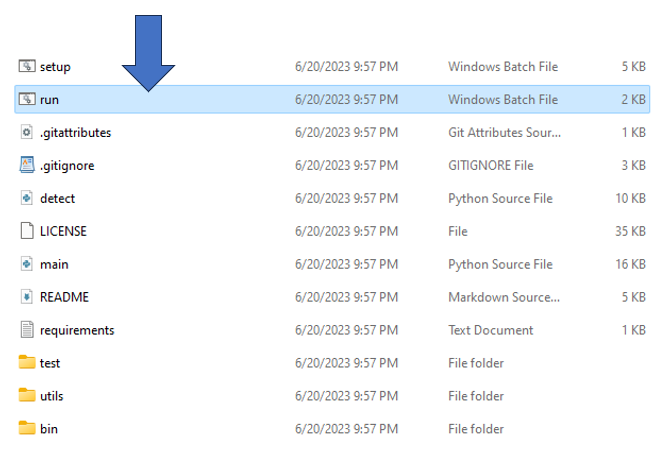 setup 6/20/2023 9:57 PM Windows Batch File 5 KB
run 6/20/2023 9:57 PM Windows Batch File 2 KB
.gitattributes 6/20/2023 9:57 PM Git Attributes Sour... 1 KB
.gitignore 6/20/2023 9:57 PM GITIGNORE File 3 KB
detect 6/20/2023 9:57 PM Python Source File 10 KB
LICENSE 6/20/2023 9:57 PM File 35 KB
main 6/20/2023 9:57 PM Python Source File 16 KB
README 6/20/2023 9:57 PM Markdown Source... 5 KB
requirements 6/20/2023 9:57 PM Text Document 1 KB
test 6/20/2023 9:57 PM File folder
utils 6/20/2023 9:57 PM File folder
bin 6/20/2023 9:57 PM File folder